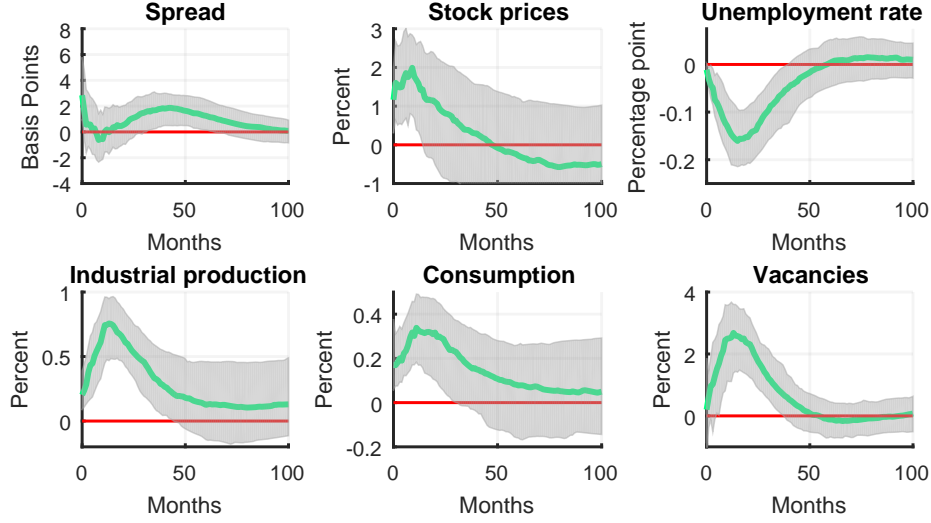 Spread
Basis Points
8
6
4
2
0
-2
-4
0
50
100
Months
Stock prices
Percent
3
2
1
0
-1
0
50
100
Months
Unemployment rate
Percentage point
0
-0.1
-0.2
0
50
100
Months
Industrial production
Percent
1
0.5
0
0
50
100
Months
Consumption
Percent
0.4
0.2
0
-0.2
0
50
100
Months
Vacancies
Percent
4
2
0
0
50
100
Months